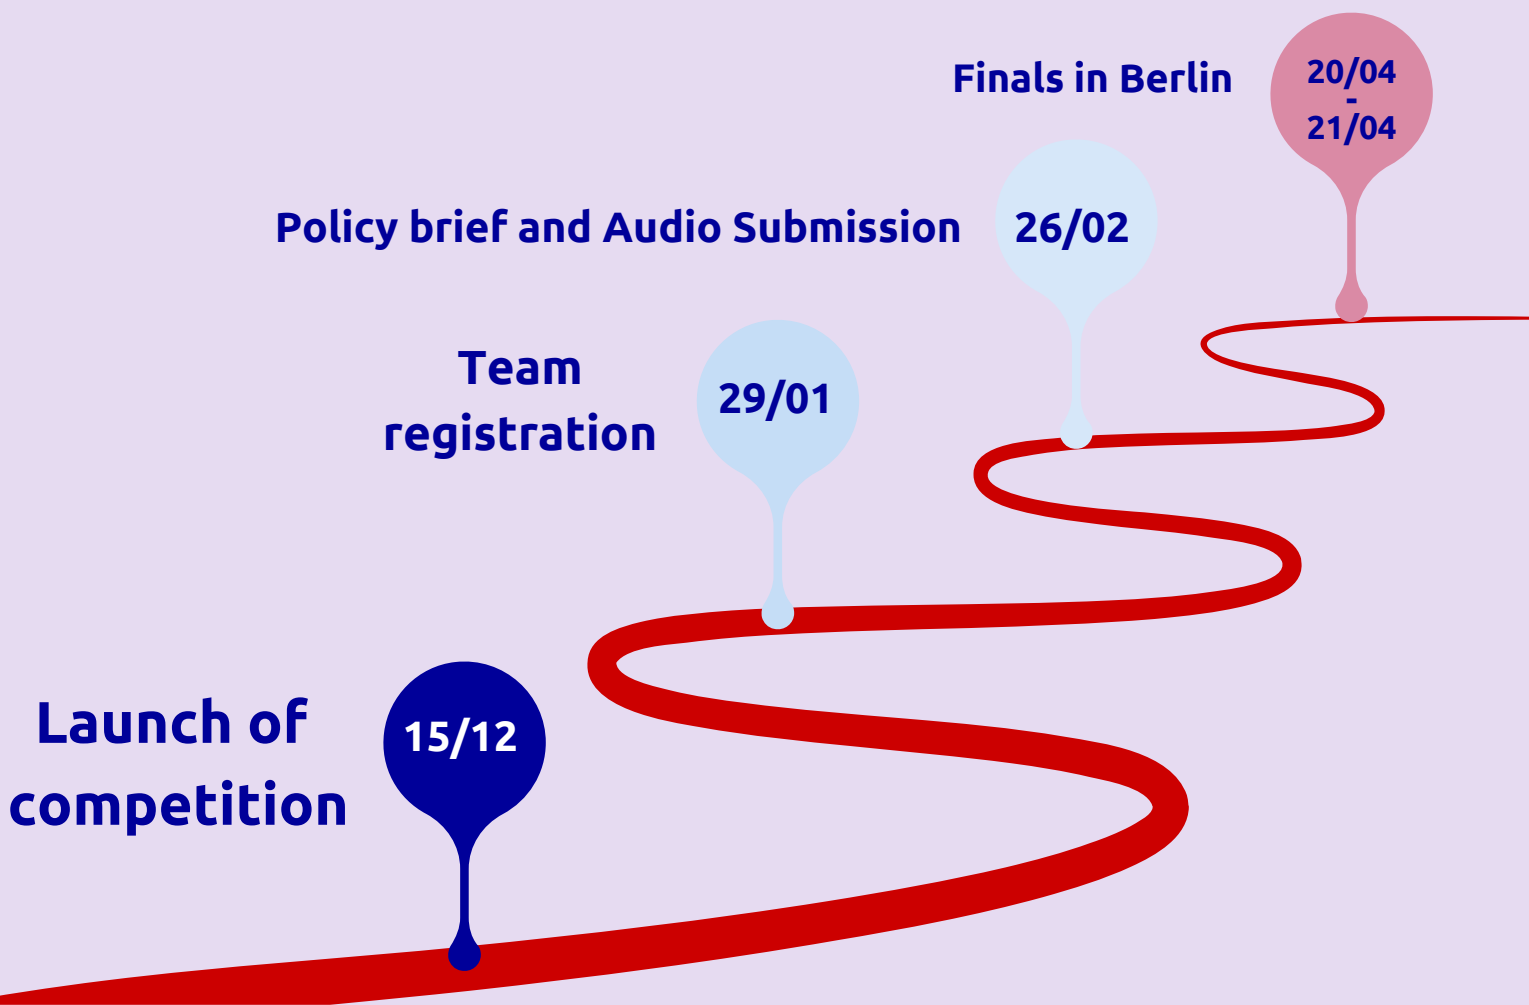 Finals in Berlin
20/04
-
21/04
Policy brief and Audio Submission
26/02
Team
registration
29/01
Launch of
competition
15/12